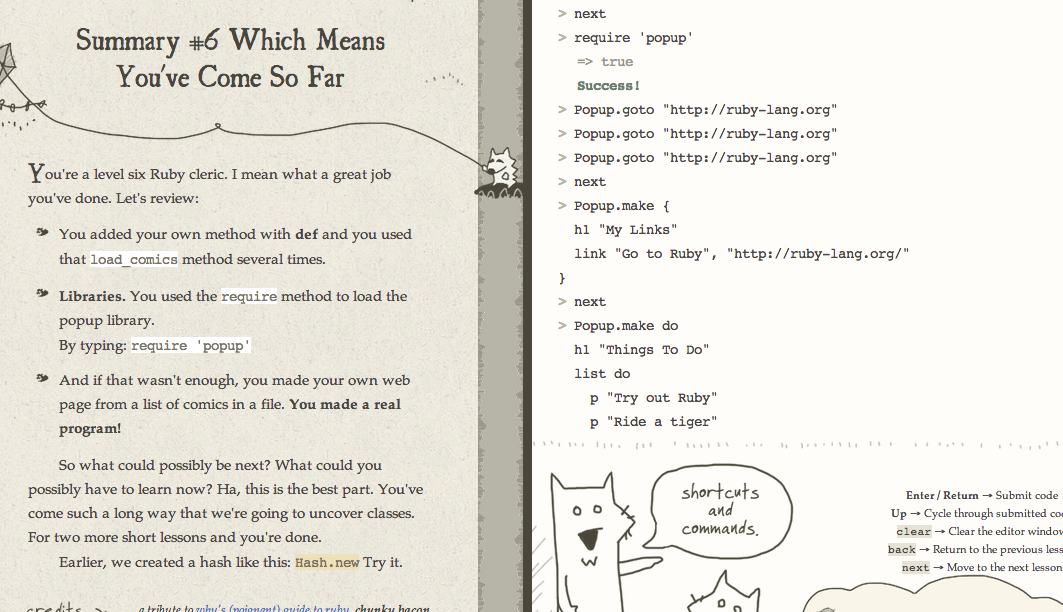 Summary #6 Which Means
You've Come So Far
You're a level six Ruby cleric. I mean what a great job
you've done. Let's review:
You added your own method with def and you used
that load_comics method several times.
Libraries. You used the require method to load the
popup library.
By typing: require 'popup'
And if that wasn't enough, you made your own web
page from a list of comics in a file. You made a real
program!
So what could possibly be next? What could you
possibly have to learn now? Ha, this is the best part. You've
come such a long way that we're going to uncover classes.
For two more short lessons and you're done.
Earlier, we created a hash like this: Hash.new Try it.
credits > a tribute to why's (poignant) guide to ruby. chunky bacon
> next
> require 'popup'
=> true
Success!
> Popup.goto "http://ruby-lang.org"
> Popup.goto "http://ruby-lang.org"
> Popup.goto "http://ruby-lang.org"
> next
> Popup.make {
h1 "My Links"
link "Go to Ruby", "http://ruby-lang.org/"
}
> next
> Popup.make do
h1 "Things To Do"
list do
p "Try out Ruby"
p "Ride a tiger"
shortcuts
and
commands.
Enter / Return → Submit code
Up → Cycle through submitted co
clear → Clear the editor window
back → Return to the previous less
next → Move to the next lesson